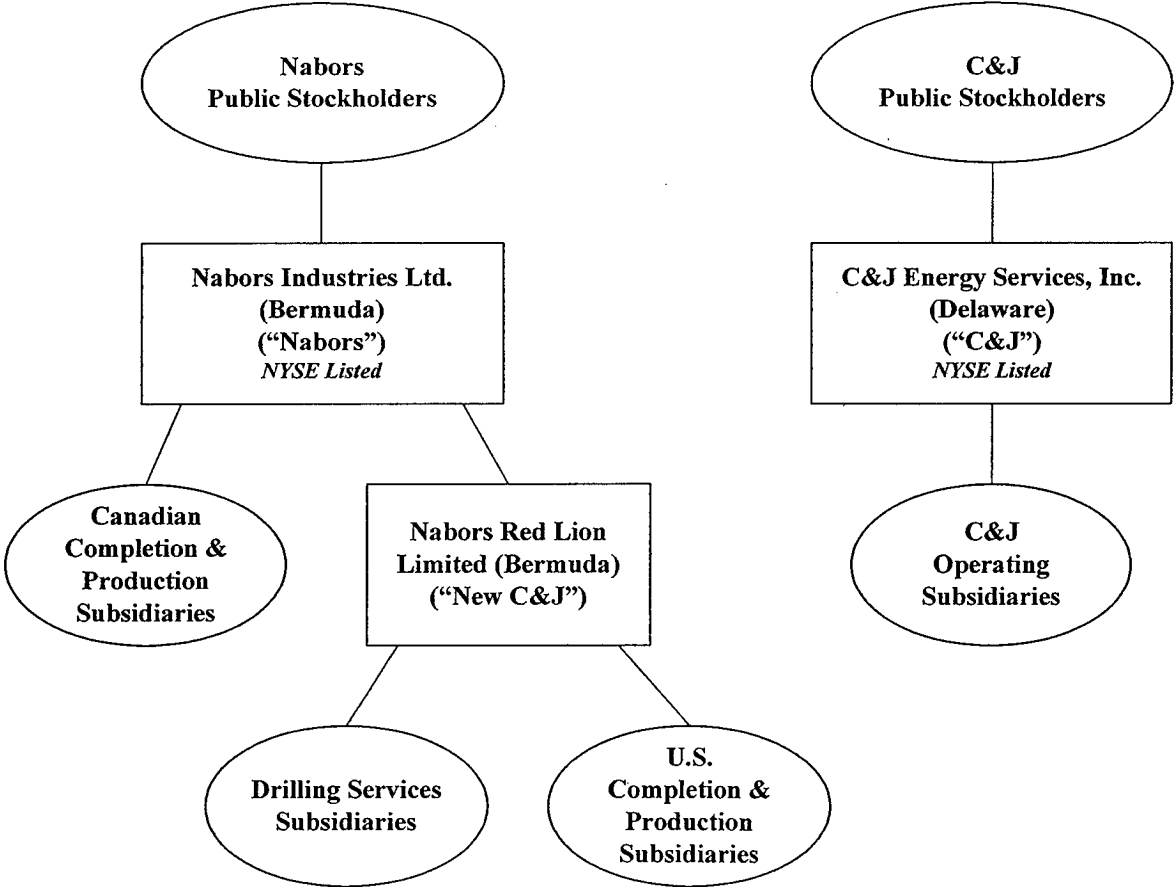 Nabors
Public Stockholders
C&J
Public Stockholders
Nabors Industries Ltd.
(Bermuda)
(“Nabors”)
NYSE Listed
C&J Energy Services, Inc.
(Delaware)
(“C&J”)
NYSE Listed
Canadian
Completion &
Production
Subsidiaries
Nabors Red Lion
Limited (Bermuda)
(“New C&J”)
C&J
Operating
Subsidiaries
Drilling Services
Subsidiaries
U.S.
Completion &
Production
Subsidiaries